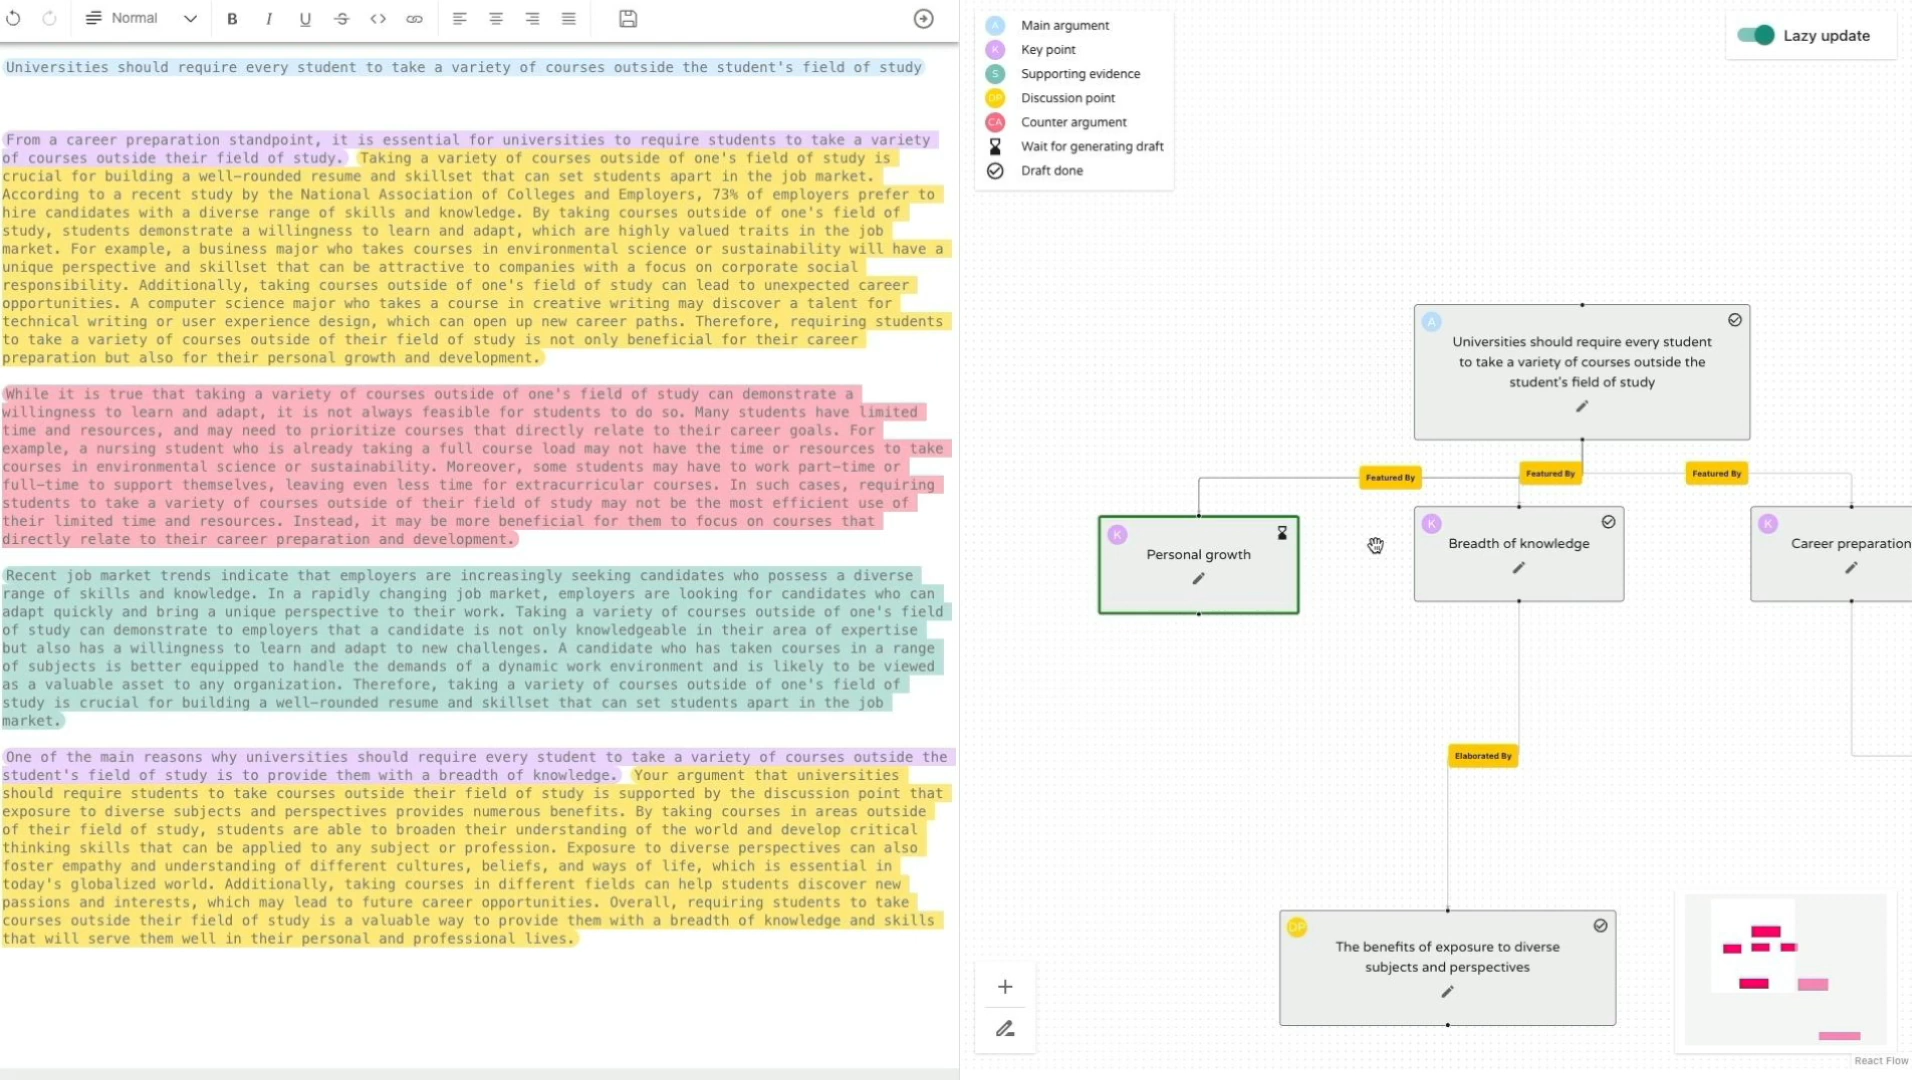 Normal
B
I
U
S
Universities should require every student to take a variety of courses outside the student's field of study
From a career preparation standpoint, it is essential for universities to require students to take a variety
of courses outside their field of study. Taking a variety of courses outside of one's field of study is
crucial for building a well-rounded resume and skillset that can set students apart in the job market.
According to a recent study by the National Association of Colleges and Employers, 73% of employers prefer to
hire candidates with a diverse range of skills and knowledge. By taking courses outside of one's field of
study, students demonstrate a willingness to learn and adapt, which are highly valued traits in the job
market. For example, a business major who takes courses in environmental science or sustainability will have a
unique perspective and skillset that can be attractive to companies with a focus on corporate social
responsibility. Additionally, taking courses outside of one's field of study can lead to unexpected career
opportunities. A computer science major who takes a course in creative writing may discover a talent for
technical writing or user experience design, which can open up new career paths. Therefore, requiring students
to take a variety of courses outside of their field of study is not only beneficial for their career
preparation but also for their personal growth and development.
While it is true that taking a variety of courses outside of one's field of study can demonstrate a
willingness to learn and adapt, it is not always feasible for students to do so. Many students have limited
time and resources, and may need to prioritize courses that directly relate to their career goals. For
example, a nursing student who is already taking a full course load may not have the time or resources to take
courses in environmental science or sustainability. Moreover, some students may have to work part-time or
full-time to support themselves, leaving even less time for extracurricular courses. In such cases, requiring
students to take a variety of courses outside of their field of study may not be the most efficient use of
their limited time and resources. Instead, it may be more beneficial for them to focus on courses that
directly relate to their career preparation and development.
Recent job market trends indicate that employers are increasingly seeking candidates who possess a diverse
range of skills and knowledge. In a rapidly changing job market, employers are looking for candidates who can
adapt quickly and bring a unique perspective to their work. Taking a variety of courses outside of one's field
of study can demonstrate to employers that a candidate is not only knowledgeable in their area of expertise
but also has a willingness to learn and adapt to new challenges. A candidate who has taken courses in a range
of subjects is better equipped to handle the demands of a dynamic work environment and is likely to be viewed
as a valuable asset to any organization. Therefore, taking a variety of courses outside of one's field of
study is crucial for building a well-rounded resume and skillset that can set students apart in the job
market.
One of the main reasons why universities should require every student to take a variety of courses outside the
student's field of study is to provide them with a breadth of knowledge. Your argument that universities
should require students to take courses outside their field of study is supported by the discussion point that
exposure to diverse subjects and perspectives provides numerous benefits. By taking courses in areas outside
of their field of study, students are able to broaden their understanding of the world and develop critical
thinking skills that can be applied to any subject or profession. Exposure to diverse perspectives can also
foster empathy and understanding of different cultures, beliefs, and ways of life, which is essential in
today's globalized world. Additionally, taking courses in different fields can help students discover new
passions and interests, which may lead to future career opportunities. Overall, requiring students to take
courses outside their field of study is a valuable way to provide them with a breadth of knowledge and skills
that will serve them well in their personal and professional lives.
A Main argument
K Key point
S Supporting evidence
DP Discussion point
CA Counter argument
Wait for generating draft
Draft done
Lazy update
A
Universities should require every student
to take a variety of courses outside the
student's field of study
Featured By
Featured By
Featured By
K
Personal growth
K
Breadth of knowledge
K
Career preparation
Elaborated By
DP
The benefits of exposure to diverse
subjects and perspectives
React Flow